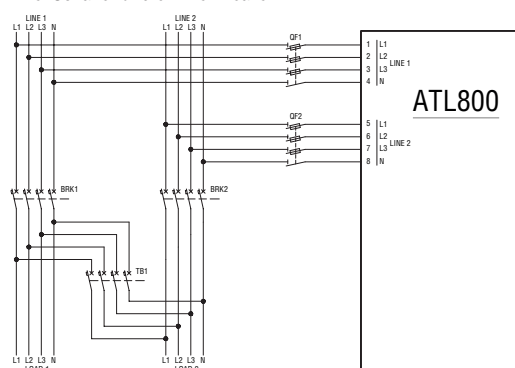 LINE 1
L1 L2 L3 N
LINE 2
L1 L2 L3 N
QF1
1 L1
2 L2
3 L3
4 N
LINE 1
ATL800
QF2
5 L1
6 L2
7 L3
8 N
LINE 2
BRK1
BRK2
TB1
L1 L2 L3 N
L1 L2 L3 N